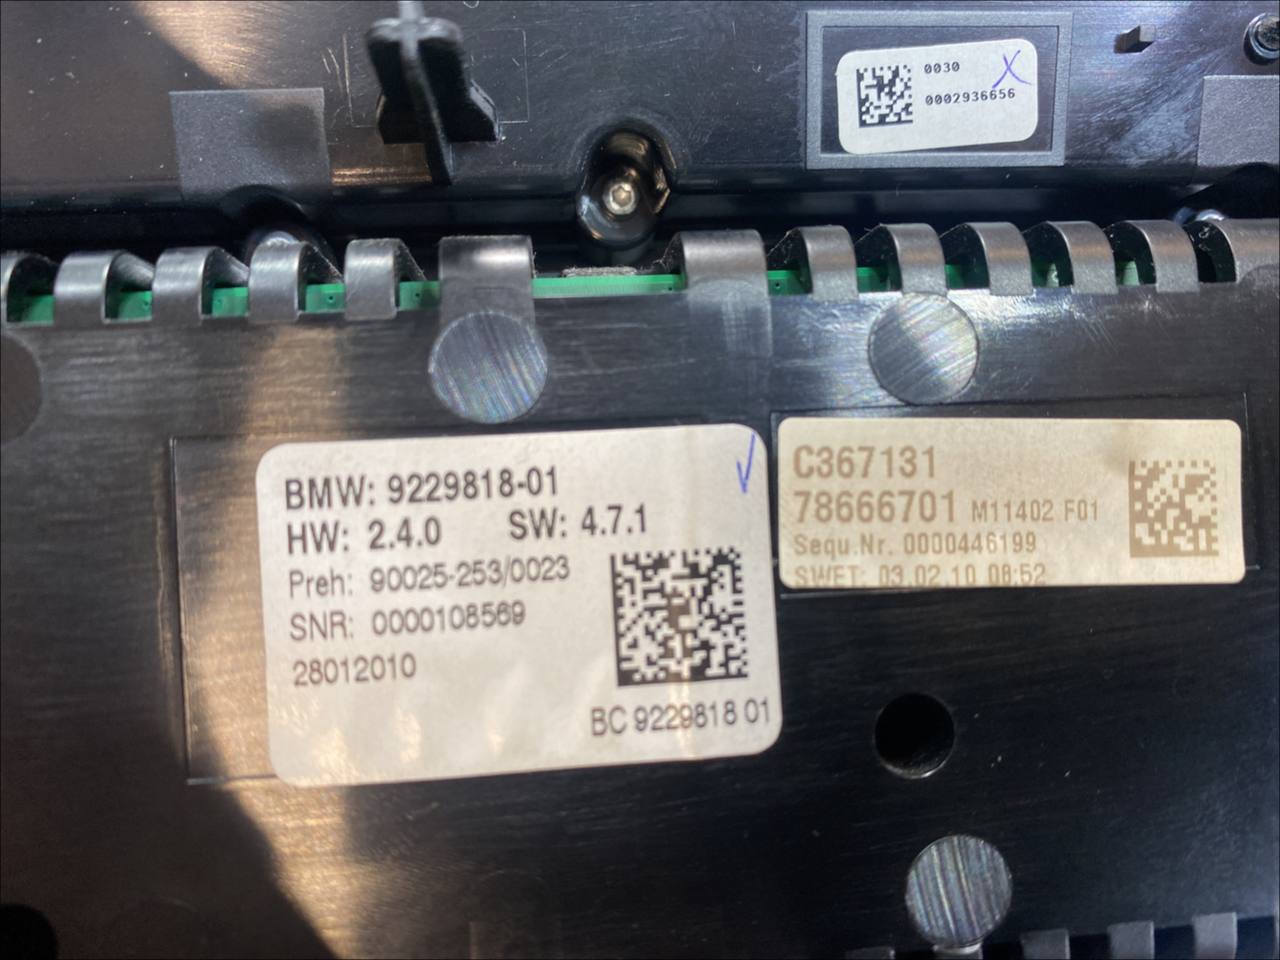 0030
0002936656
BMW: 9229818-01
HW: 2.4.0 SW: 4.7.1
Preh: 90025-253/0023
SNR: 0000108569
28012010
BC 9229818 01
C367131
78666701 M11402 F01
Sequ.Nr. 0000446199
SWET: 03.02.10 08:52